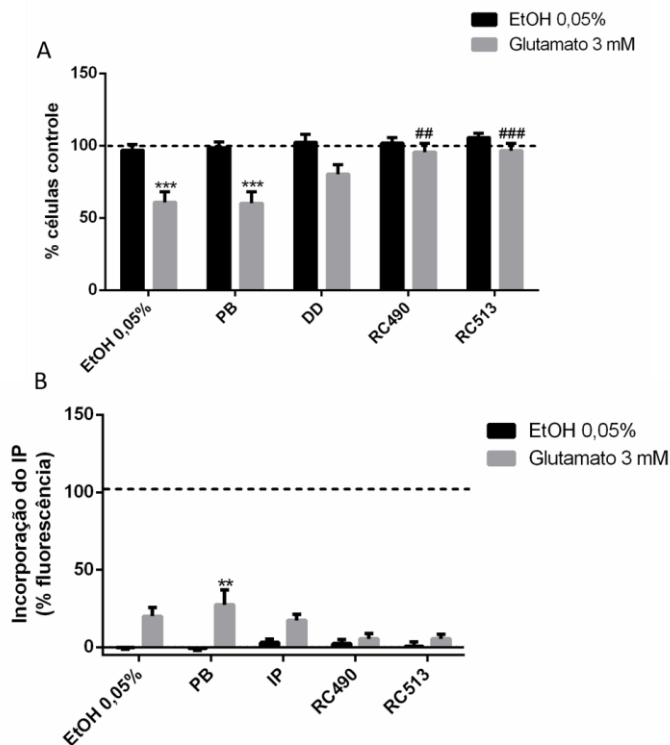 EtOH 0,05%
Glutamato 3 mM
A
% células controle
150
100
50
0
***
***
##
###
EtOH 0,05%
PB
DD
RC490
RC513
B
EtOH 0,05%
Glutamato 3 mM
Incorporação do IP
(% fluorescência)
150
100
50
0
**
EtOH 0,05%
PB
IP
RC490
RC513